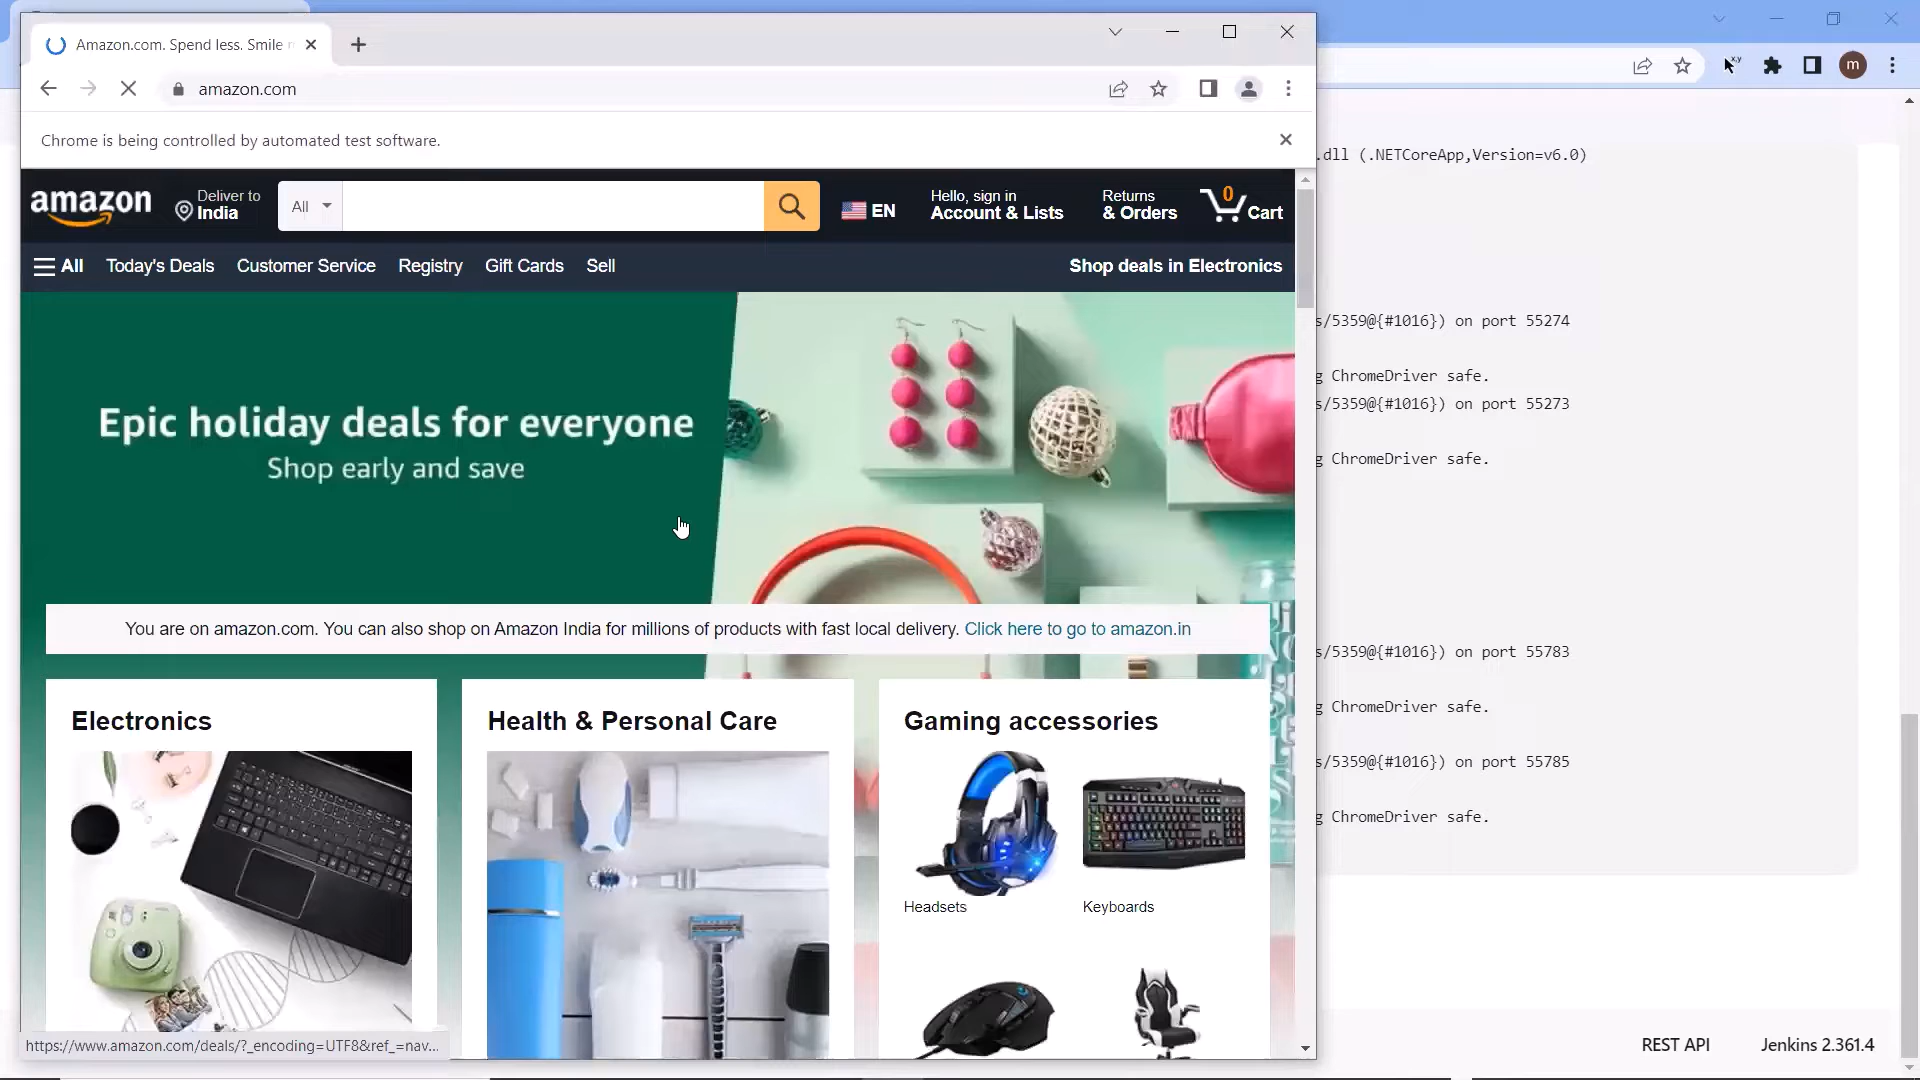 Amazon.com. Spend less. Smile
m
amazon.com
Chrome is being controlled by automated test software.
amazon
Deliver to
India
All
EN
Hello, sign in
Account & Lists
Returns
& Orders
0
Cart
All
Today's Deals
Customer Service
Registry
Gift Cards
Sell
Shop deals in Electronics
Epic holiday deals for everyone
Shop early and save
You are on amazon.com. You can also shop on Amazon India for millions of products with fast local delivery. Click here to go to amazon.in
Electronics
Health & Personal Care
Gaming accessories
Headsets
Keyboards
https://www.amazon.com/deals/?_encoding=UTF8&ref_=nav...
.dll (.NETCoreApp,Version=v6.0)
s/5359@{#1016}) on port 55274
g ChromeDriver safe.
s/5359@{#1016}) on port 55273
g ChromeDriver safe.
s/5359@{#1016}) on port 55783
g ChromeDriver safe.
s/5359@{#1016}) on port 55785
g ChromeDriver safe.
REST API
Jenkins 2.361.4